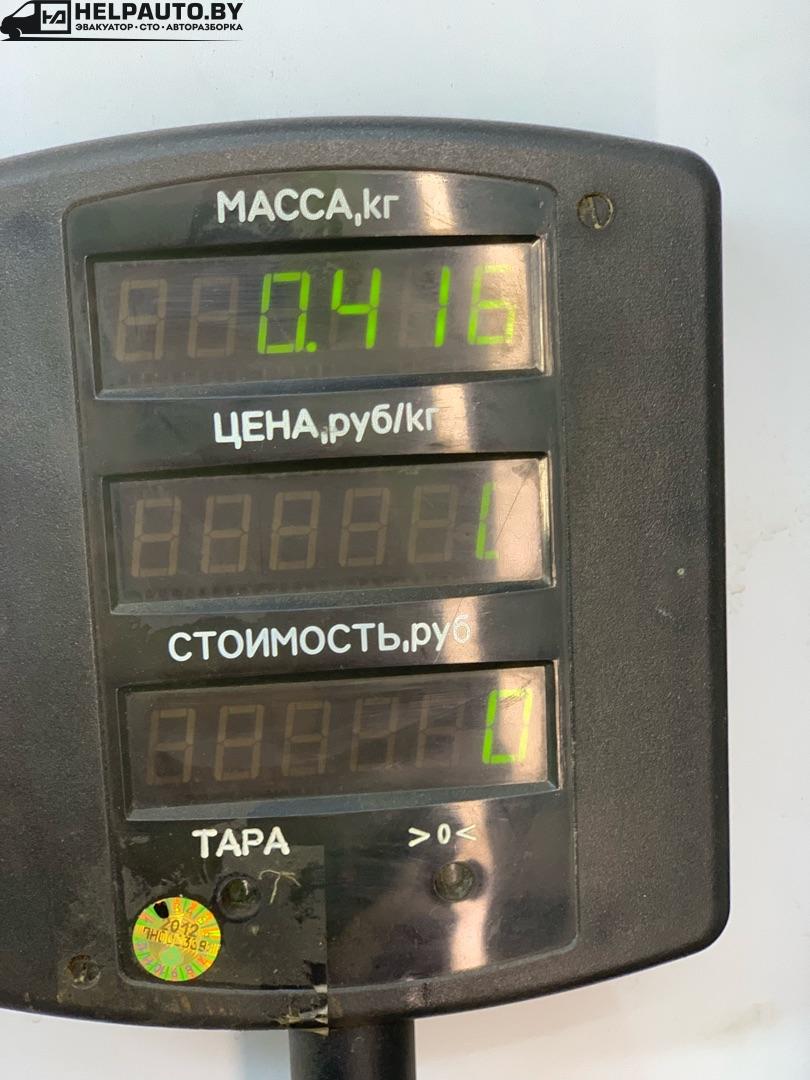 HELPAUTO.BY
ЭВАКУАТОР · СТО · АВТОРАЗБОРКА
МАССА,кг
0.416
ЦЕНА,руб/кг
СТОИМОСТЬ,руб
0
ТАРА
>0<
2012